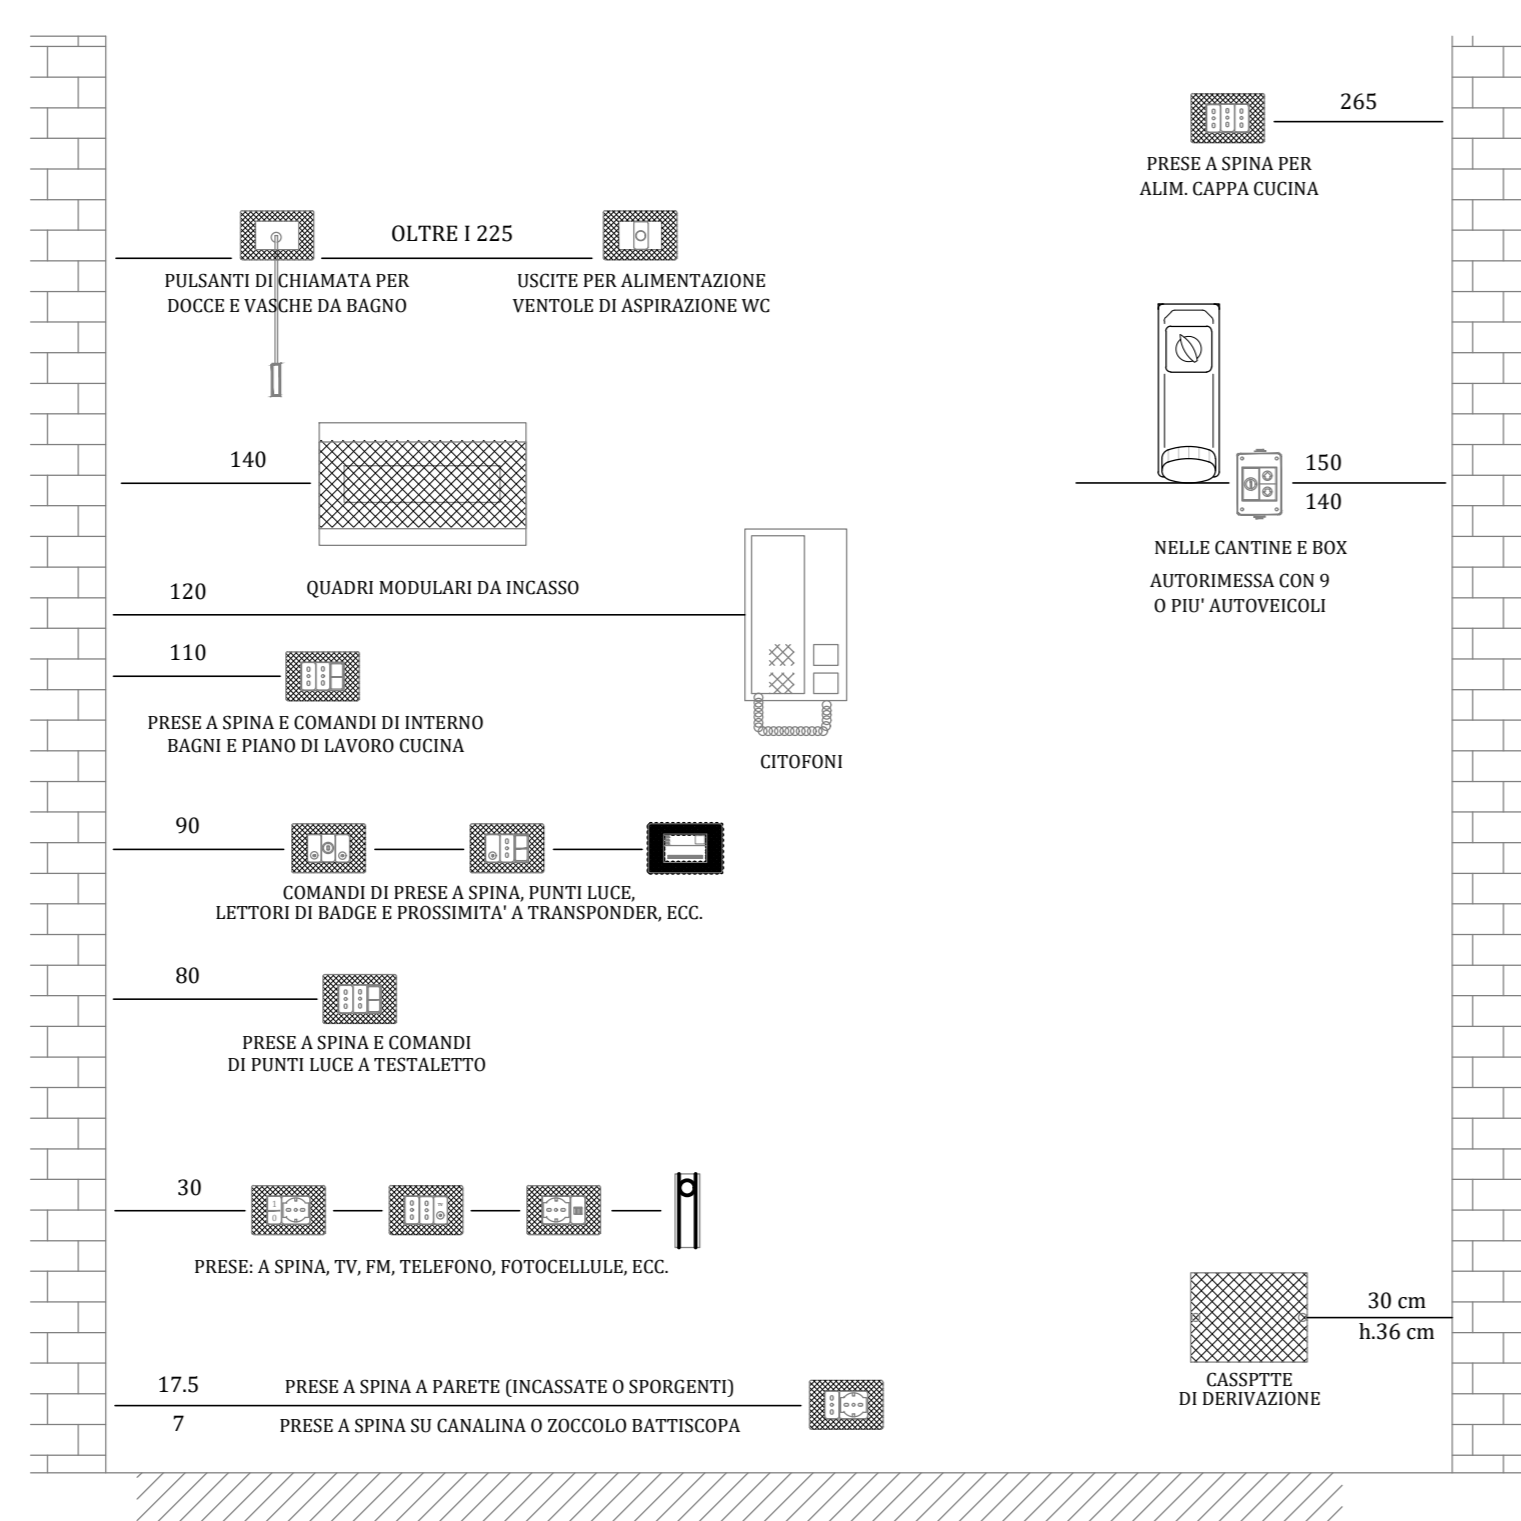 265
PRESE A SPINA PER
ALIM. CAPPA CUCINA
OLTRE I 225
PULSANTI DI CHIAMATA PER
DOCCE E VASCHE DA BAGNO
USCITE PER ALIMENTAZIONE
VENTOLE DI ASPIRAZIONE WC
140
QUADRI MODULARI DA INCASSO
150
140
NELLE CANTINE E BOX
AUTORIMESSA CON 9
O PIU' AUTOVEICOLI
120
CITOFONI
110
PRESE A SPINA E COMANDI DI INTERNO
BAGNI E PIANO DI LAVORO CUCINA
90
COMANDI DI PRESE A SPINA, PUNTI LUCE,
LETTORI DI BADGE E PROSSIMITA' A TRANSPONDER, ECC.
80
PRESE A SPINA E COMANDI
DI PUNTI LUCE A TESTALETTO
30
PRESE: A SPINA, TV, FM, TELEFONO, FOTOCELLULE, ECC.
30 cm
h.36 cm
CASSPTTE
DI DERIVAZIONE
17.5
PRESE A SPINA A PARETE (INCASSATE O SPORGENTI)
7
PRESE A SPINA SU CANALINA O ZOCCOLO BATTISCOPA